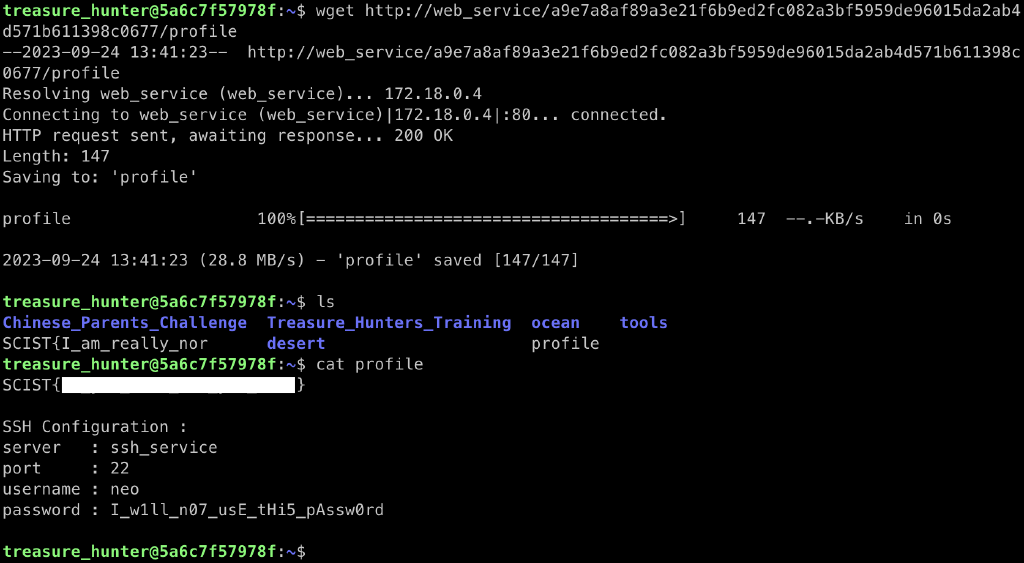 treasure_hunter@5a6c7f57978f:~$ wget http://web_service/a9e7a8af89a3e21f6b9ed2fc082a3bf5959de96015da2ab4
d571b611398c0677/profile
--2023-09-24 13:41:23--  http://web_service/a9e7a8af89a3e21f6b9ed2fc082a3bf5959de96015da2ab4d571b611398c
0677/profile
Resolving web_service (web_service)... 172.18.0.4
Connecting to web_service (web_service)|172.18.0.4|:80... connected.
HTTP request sent, awaiting response... 200 OK
Length: 147
Saving to: 'profile'
profile                   100%[=====================================>]     147  --.-KB/s    in 0s
2023-09-24 13:41:23 (28.8 MB/s) - 'profile' saved [147/147]
treasure_hunter@5a6c7f57978f:~$ ls
Chinese_Parents_Challenge  Treasure_Hunters_Training  ocean    tools
SCIST{I_am_really_nor      desert                     profile
treasure_hunter@5a6c7f57978f:~$ cat profile
SCIST{                        }
SSH Configuration :
server   : ssh_service
port     : 22
username : neo
password : I_w1ll_n07_usE_tHi5_pAssw0rd
treasure_hunter@5a6c7f57978f:~$